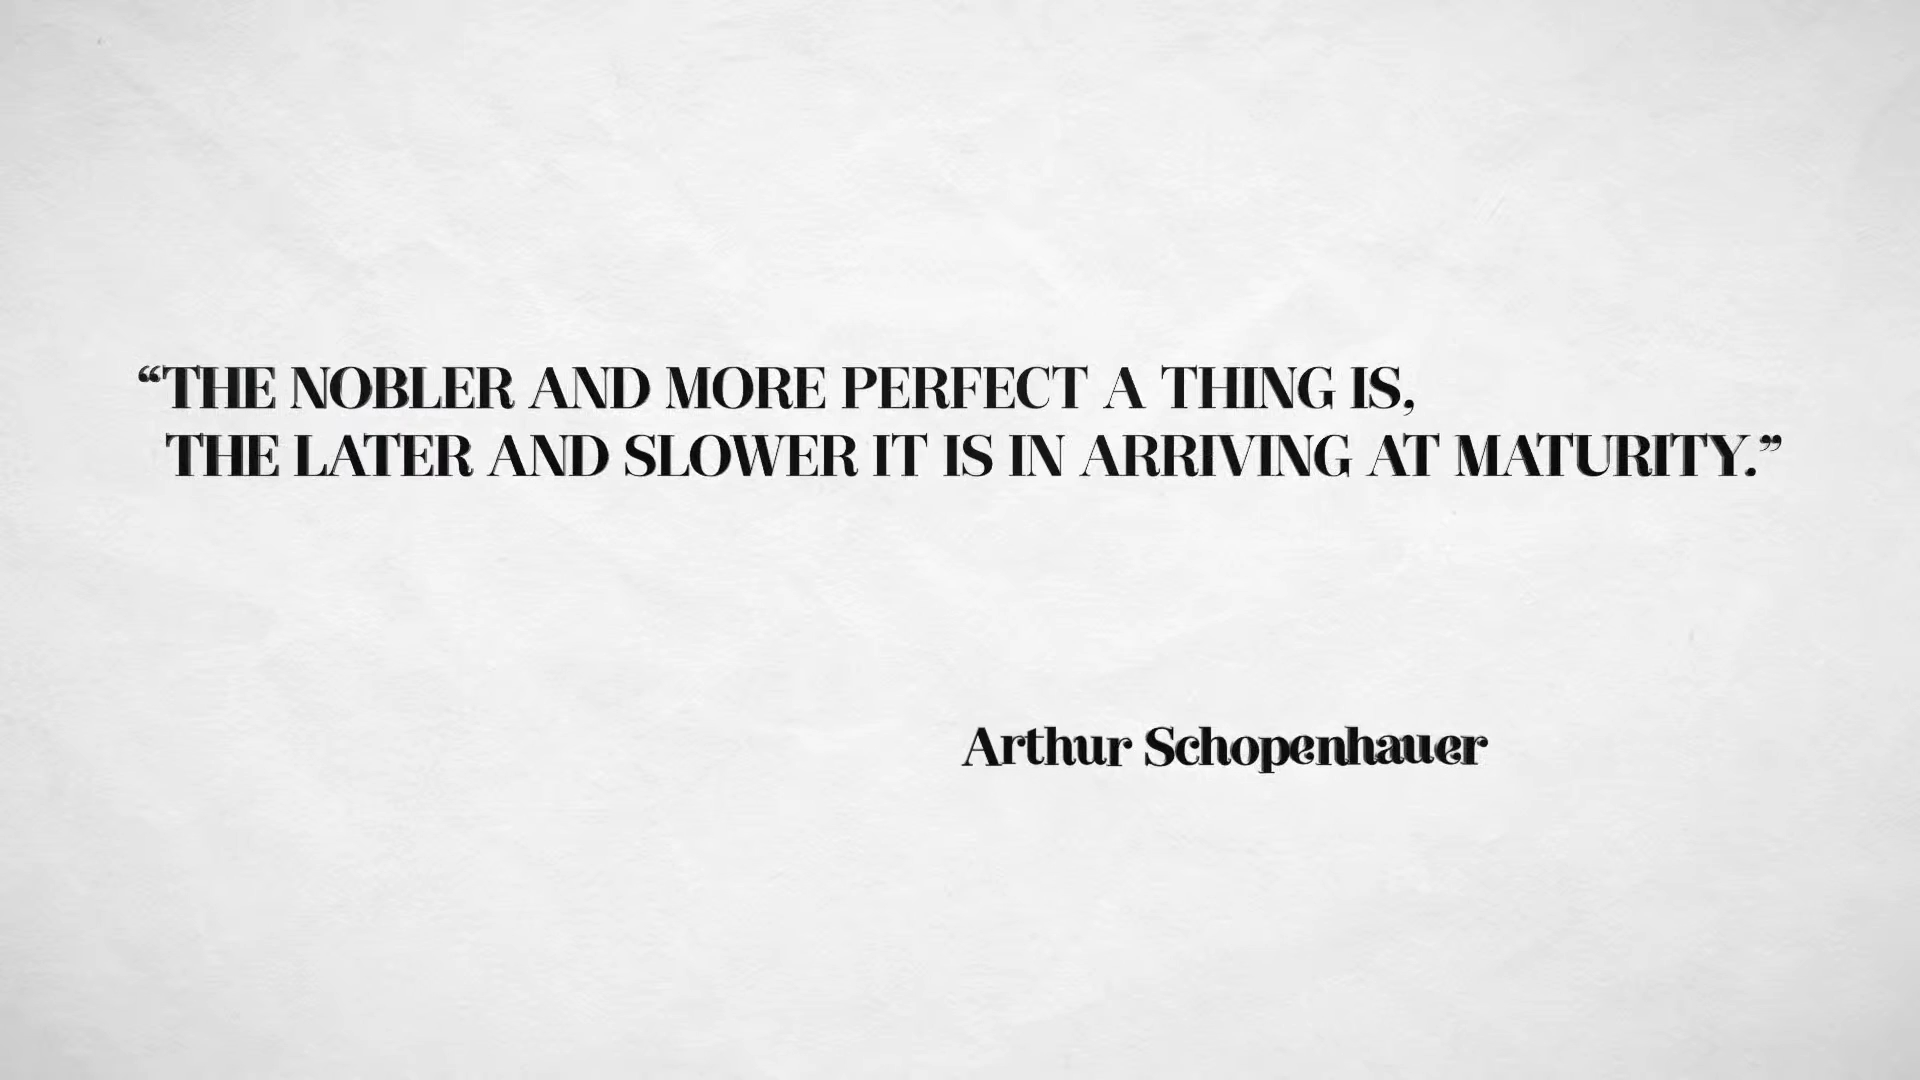 “THE NOBLER AND MORE PERFECT A THING IS,
THE LATER AND SLOWER IT IS IN ARRIVING AT MATURITY.”
Arthur Schopenhauer